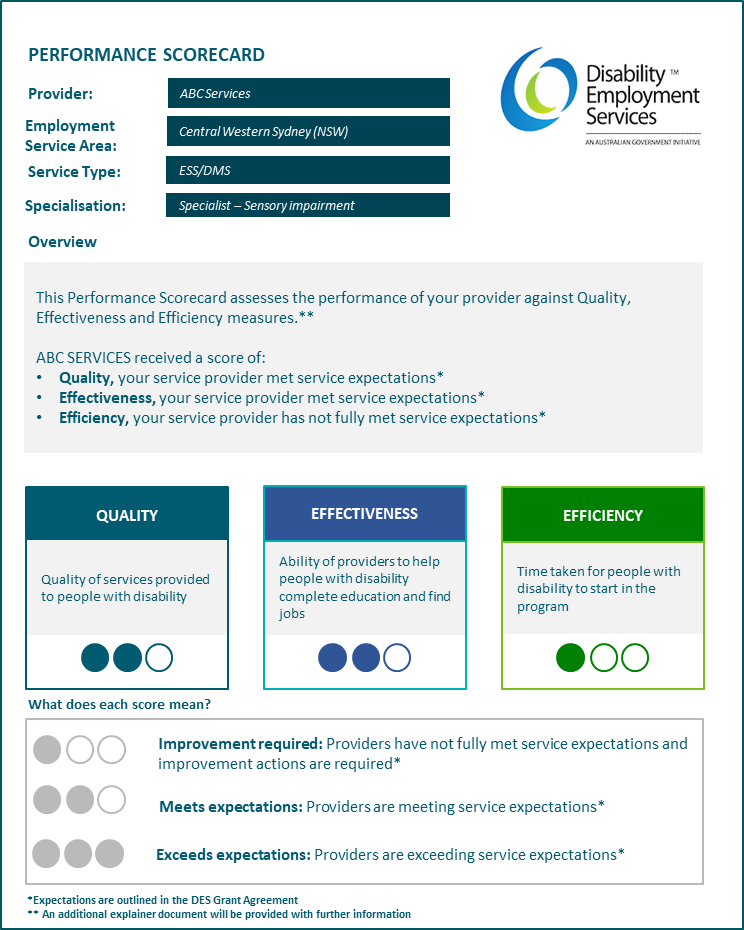 PERFORMANCE SCORECARD
Disability ™
Employment
Services
AN AUSTRALIAN GOVERNMENT INITIATIVE
Provider:
ABC Services
Employment
Service Area:
Central Western Sydney (NSW)
Service Type:
ESS/DMS
Specialisation:
Specialist – Sensory impairment
Overview
This Performance Scorecard assesses the performance of your provider against Quality,
Effectiveness and Efficiency measures.**
ABC SERVICES received a score of:
• Quality, your service provider met service expectations*
• Effectiveness, your service provider met service expectations*
• Efficiency, your service provider has not fully met service expectations*
QUALITY
Quality of services provided
to people with disability
EFFECTIVENESS
Ability of providers to help
people with disability
complete education and find
jobs
EFFICIENCY
Time taken for people with
disability to start in the
program
What does each score mean?
Improvement required: Providers have not fully met service expectations and
improvement actions are required*
Meets expectations: Providers are meeting service expectations*
Exceeds expectations: Providers are exceeding service expectations*
*Expectations are outlined in the DES Grant Agreement
** An additional explainer document will be provided with further information